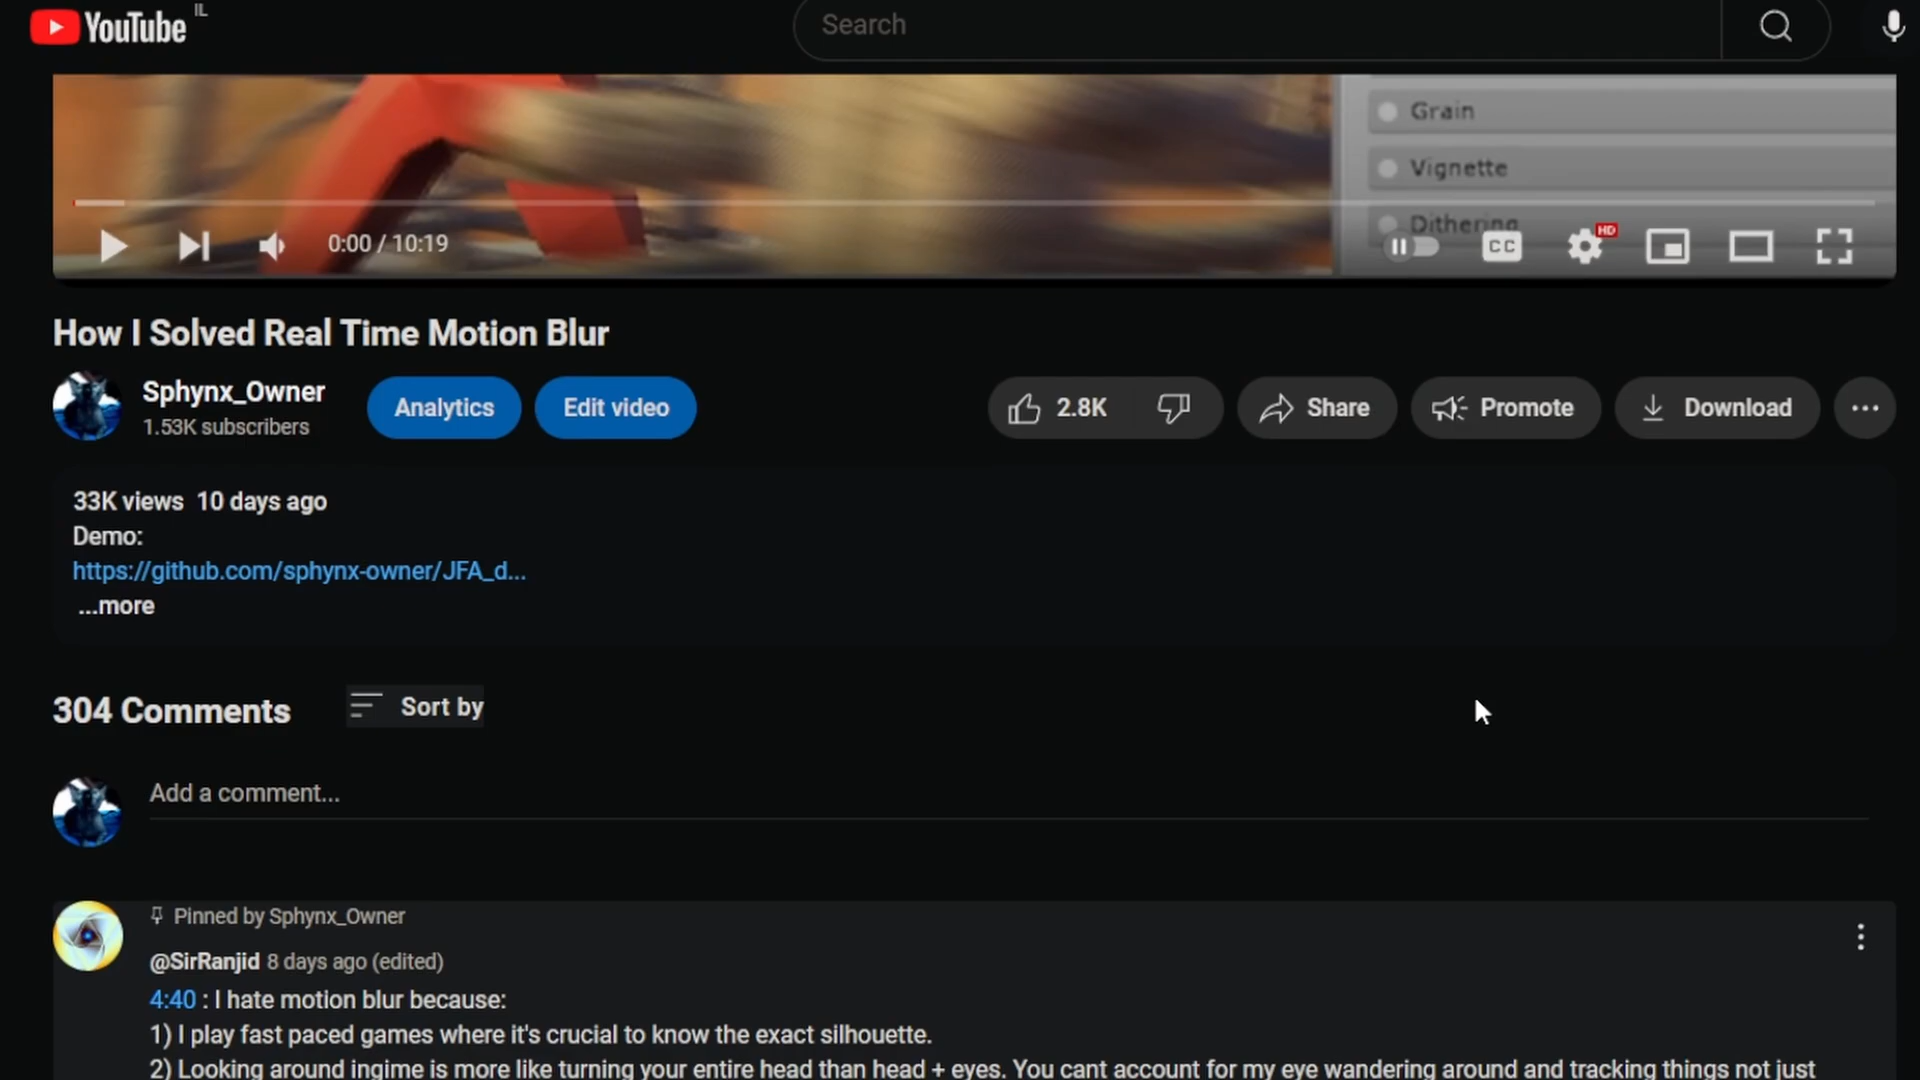 YouTube IL
Search
Grain
Vignette
Dithering
0:00 / 10:19
CC
HD
How I Solved Real Time Motion Blur
Sphynx_Owner
1.53K subscribers
Analytics
Edit video
2.8K
Share
Promote
Download
33K views 10 days ago
Demo:
https://github.com/sphynx-owner/JFA_d...
...more
304 Comments
Sort by
Add a comment...
Pinned by Sphynx_Owner
@SirRanjid 8 days ago (edited)
4:40 : I hate motion blur because:
1) I play fast paced games where it's crucial to know the exact silhouette.
2) Looking around ingime is more like turning your entire head than head + eyes. You cant account for my eye wandering around and tracking things not just